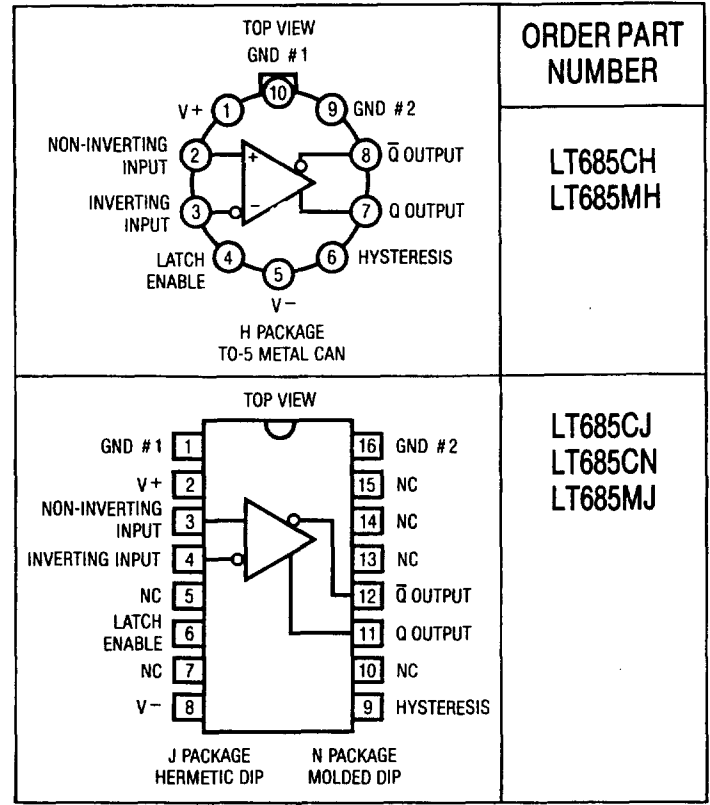 TOP VIEW
GND #1
10
V+ 1
9 GND #2
NON-INVERTING
INPUT
2
+
8 Q̅ OUTPUT
INVERTING
INPUT
3
−
7 Q OUTPUT
LATCH
ENABLE
4
6 HYSTERESIS
5
V−
H PACKAGE
TO-5 METAL CAN
ORDER PART
NUMBER
LT685CH
LT685MH
TOP VIEW
GND #1 1
16 GND #2
V+ 2
15 NC
NON-INVERTING
INPUT
3
14 NC
INVERTING INPUT 4
13 NC
NC 5
12 Q̅ OUTPUT
LATCH
ENABLE
6
11 Q OUTPUT
NC 7
10 NC
V− 8
9 HYSTERESIS
J PACKAGE
HERMETIC DIP
N PACKAGE
MOLDED DIP
LT685CJ
LT685CN
LT685MJ